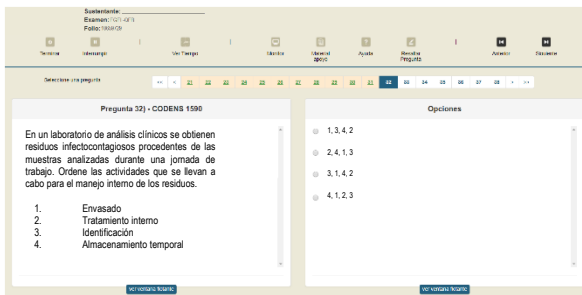 Sustentante:
Examen:
Folio:
Terminar
Interrumpir
Ver Tiempo
Monitor
Material apoyo
Ayuda
Resaltar Pregunta
Anterior
Siguiente
Seleccione una pregunta
<< < 21 22 23 24 25 26 27 28 29 30 31 32 33 34 35 36 37 38 > >>
Pregunta 32) - CODENS 1590
En un laboratorio de análisis clínicos se obtienen
residuos infectocontagiosos procedentes de las
muestras analizadas durante una jornada de
trabajo. Ordene las actividades que se llevan a
cabo para el manejo interno de los residuos.
1. Envasado
2. Tratamiento interno
3. Identificación
4. Almacenamiento temporal
ver ventana flotante
Opciones
1, 3, 4, 2
2, 4, 1, 3
3, 1, 4, 2
4, 1, 2, 3
ver ventana flotante